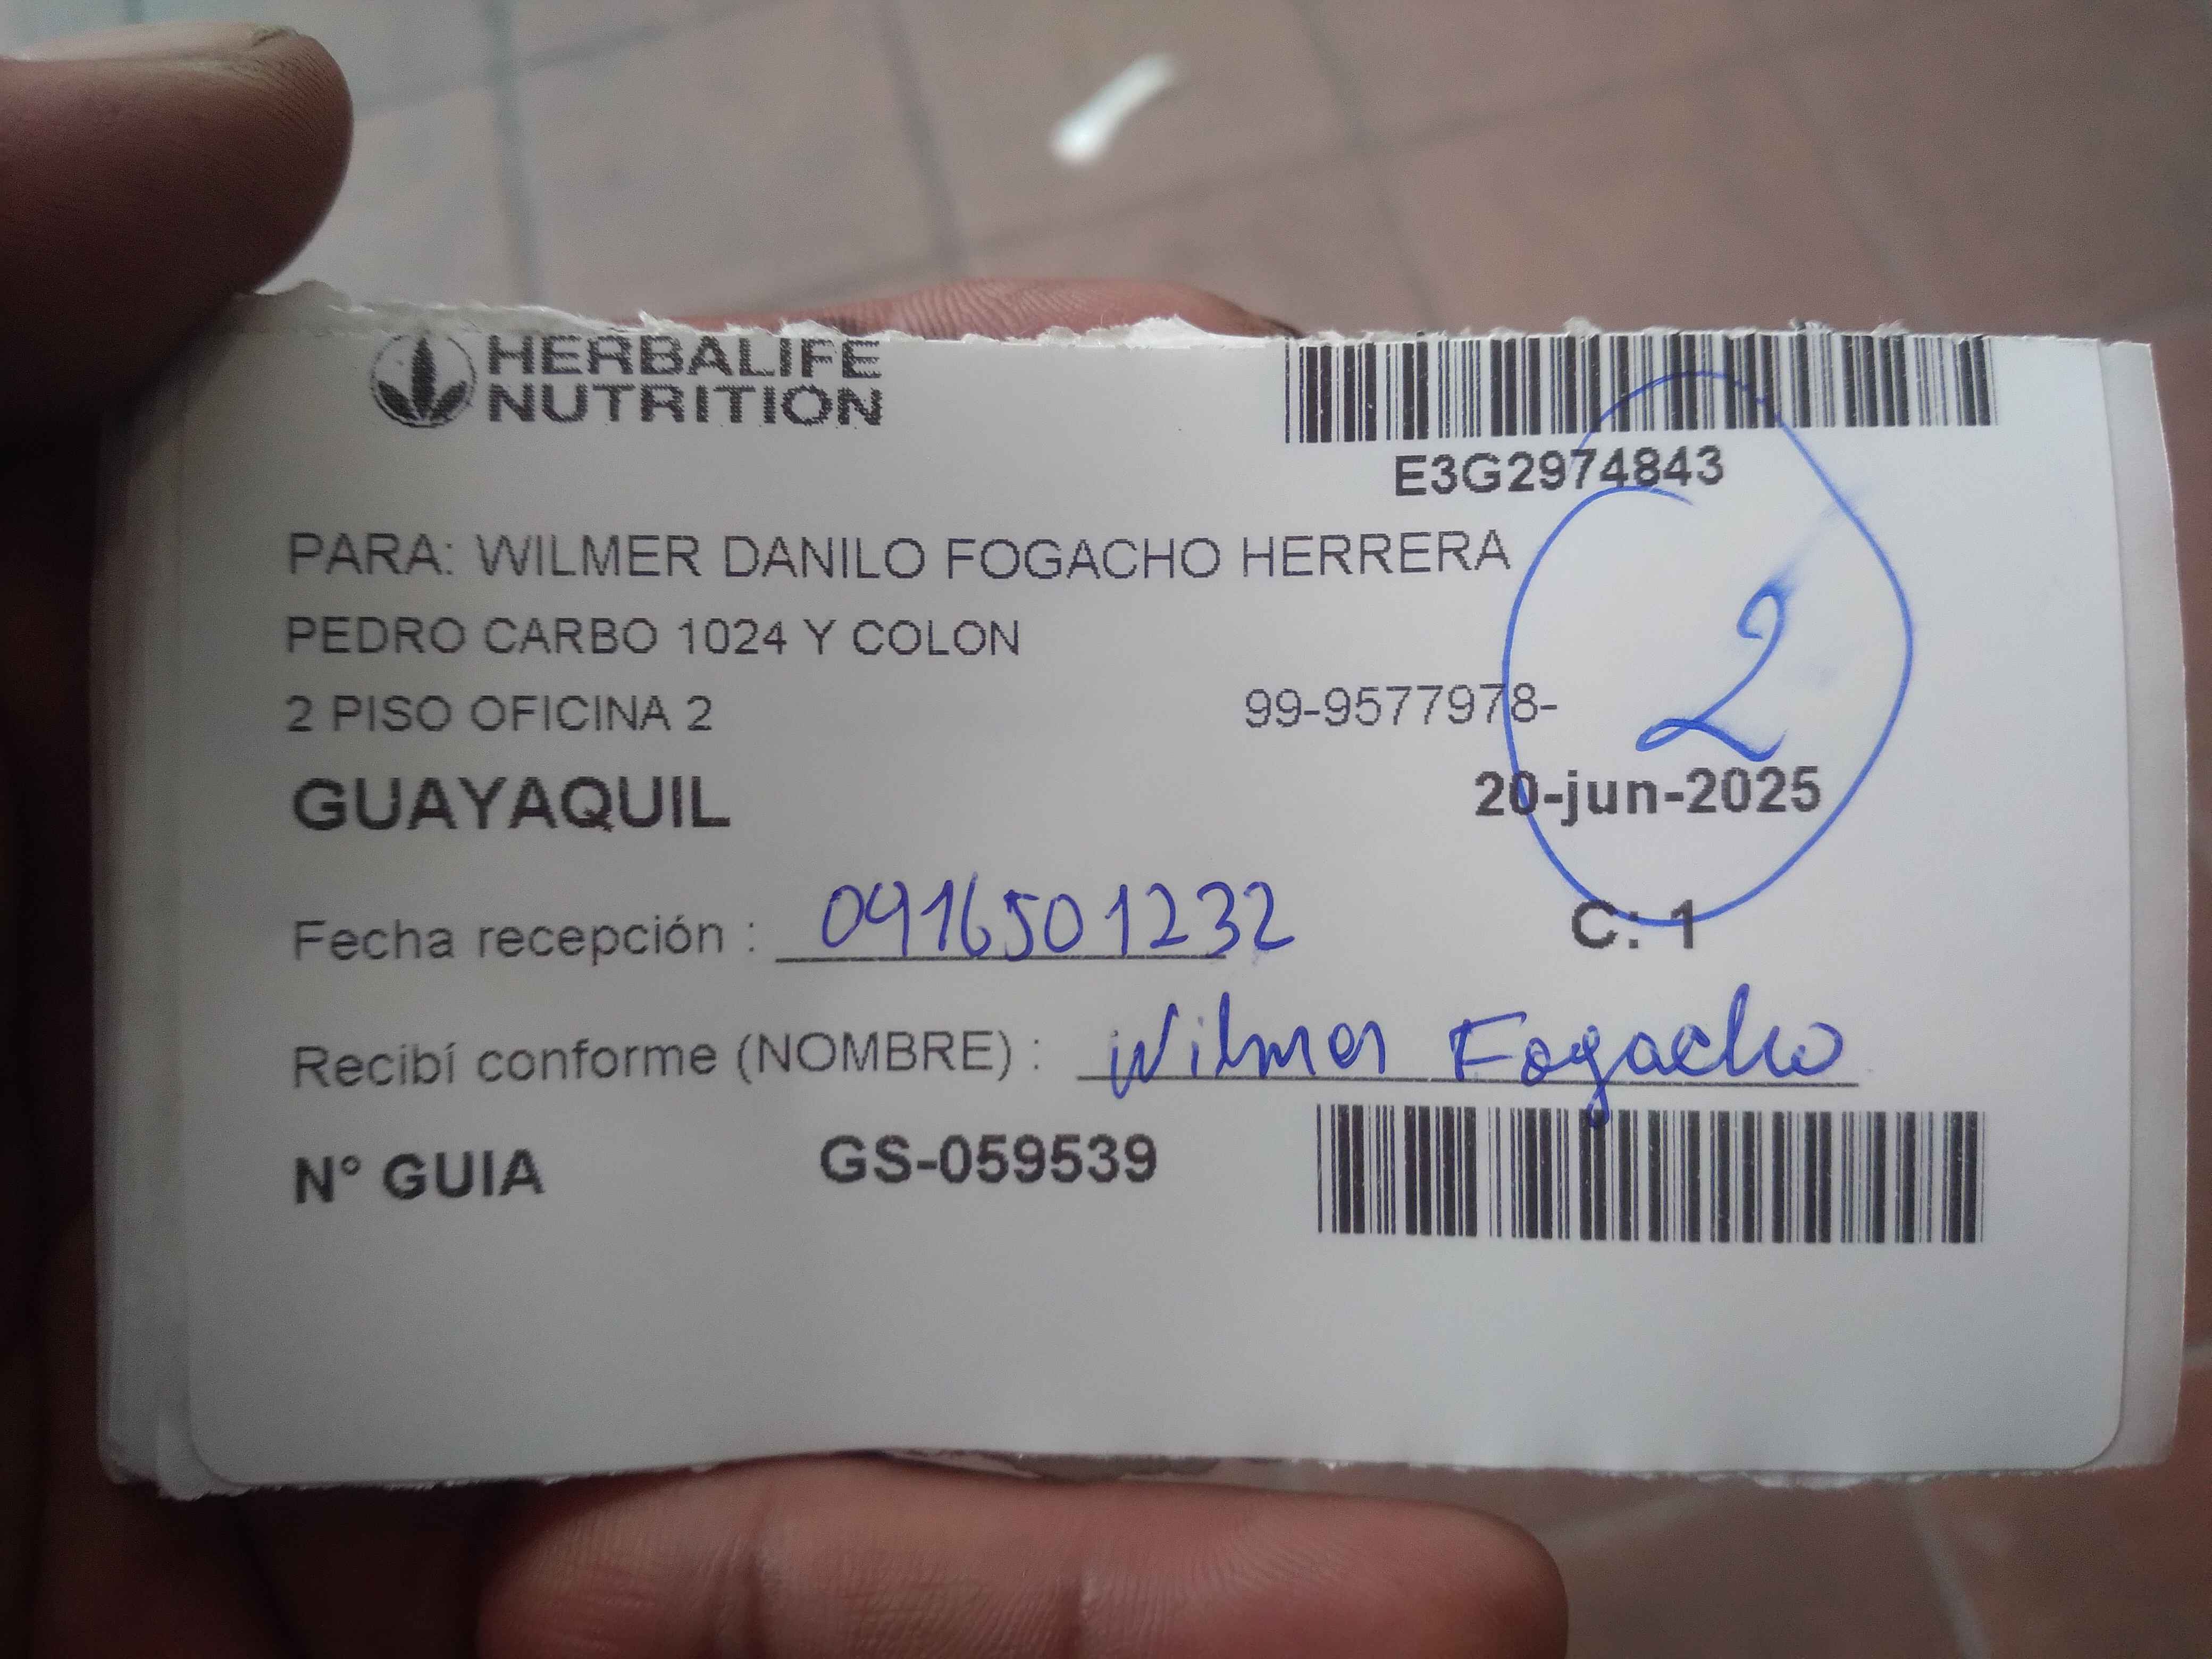 HERBALIFE
NUTRITION
E3G2974843
PARA: WILMER DANILO FOGACHO HERRERA
PEDRO CARBO 1024 Y COLON
2 PISO OFICINA 2 99-9577978-
2
GUAYAQUIL 20-jun-2025
Fecha recepción : 0916501232 C: 1
Recibí conforme (NOMBRE) : Wilmer Fogacho
N° GUIA GS-059539